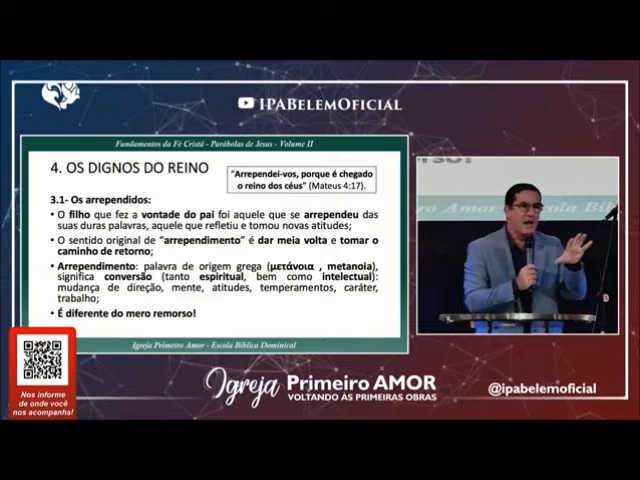 IPABelemOficial
Fundamentos da Fé Cristã - Parábolas de Jesus - Volume II
4. OS DIGNOS DO REINO
"Arrependei-vos, porque é chegado
o reino dos céus" (Mateus 4:17).
3.1- Os arrependidos:
• O filho que fez a vontade do pai foi aquele que se arrependeu das
suas duras palavras, aquele que refletiu e tomou novas atitudes;
• O sentido original de "arrependimento" é dar meia volta e tomar o
caminho de retorno;
• Arrependimento: palavra de origem grega (μετάνοια , metanoia),
significa conversão (tanto espiritual, bem como intelectual):
mudança de direção, mente, atitudes, temperamentos, caráter,
trabalho;
• É diferente do mero remorso!
Igreja Primeiro Amor - Escola Bíblica Dominical
Amor - Escola Bíbli
Nos informe
de onde você
nos acompanha!
Igreja Primeiro AMOR
VOLTANDO ÀS PRIMEIRAS OBRAS
@ipabelemoficial